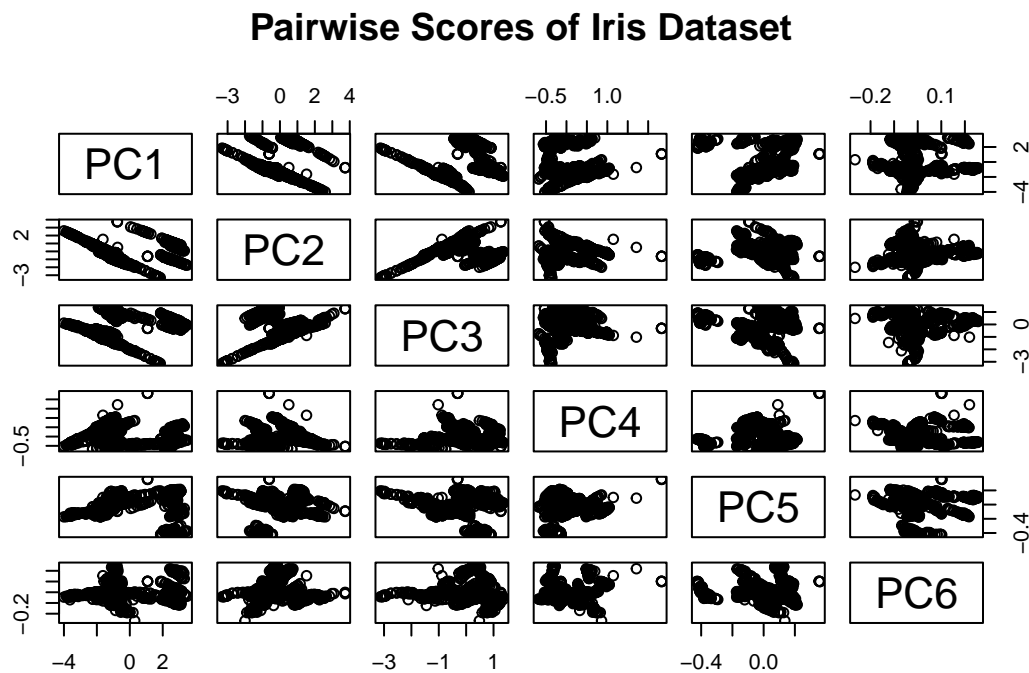 Pairwise Scores of Iris Dataset
−3 0 2 4 −0.5 1.0 −0.2 0.1
PC1 2 −4
2 −3 PC2
PC3 0 −3
−0.5 PC4
PC5 −0.4
−0.2 PC6
−4 0 2 −3 −1 1 −0.4 0.0